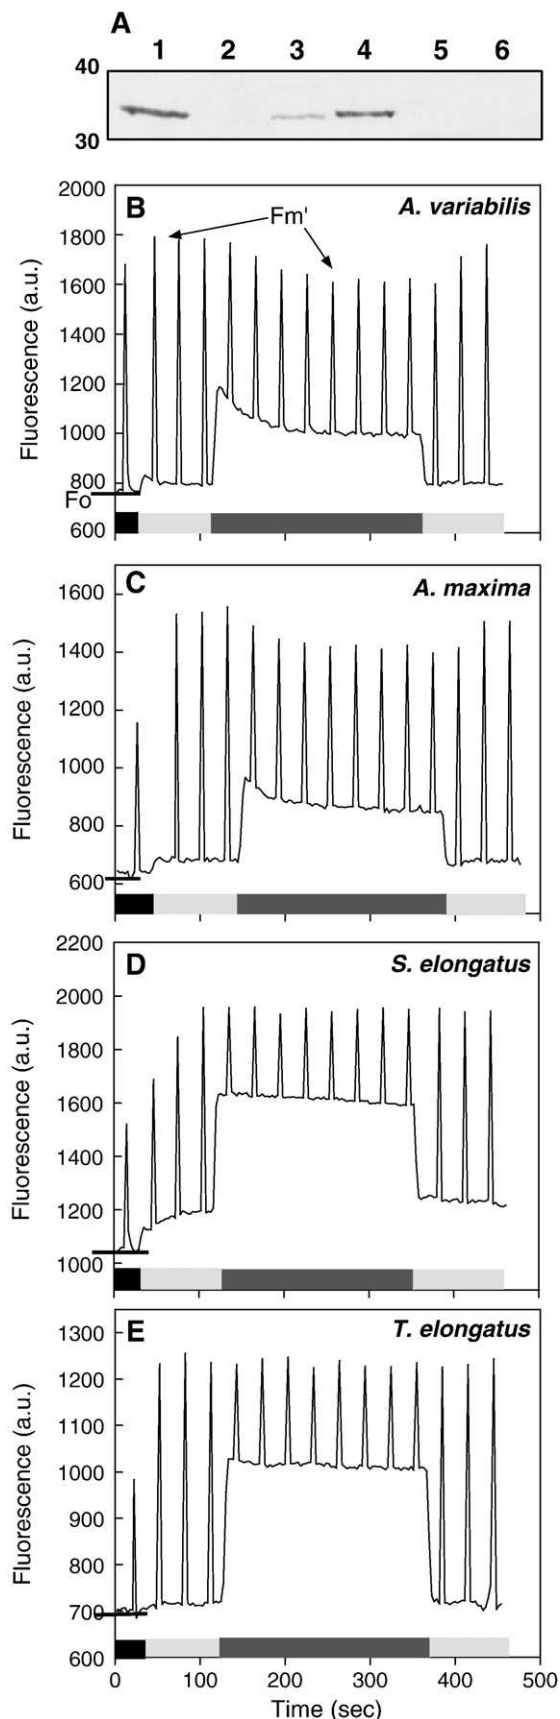 A
1 2 3 4 5 6
40
30
B
A. variabilis
Fm'
Fluorescence (a.u.)
2000
1800
1600
1400
1200
1000
800
Fo
600
C
A. maxima
Fluorescence (a.u.)
1600
1400
1200
1000
800
600
D
S. elongatus
Fluorescence (a.u.)
2200
2000
1800
1600
1400
1200
1000
E
T. elongatus
Fluorescence (a.u.)
1300
1200
1100
1000
900
800
700
600
0 100 200 300 400 500
Time (sec)